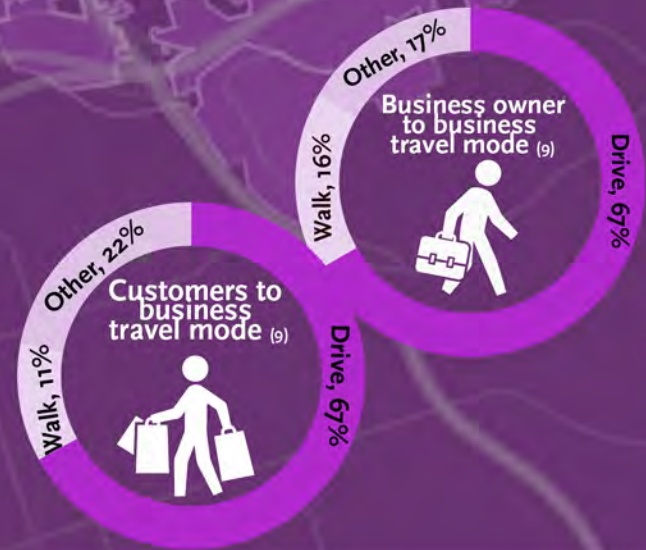 Other, 17%
Business owner
to business
travel mode (9)
Walk, 16%
Drive, 67%
Other, 22%
Customers to
business
travel mode (9)
Walk, 11%
Drive, 67%